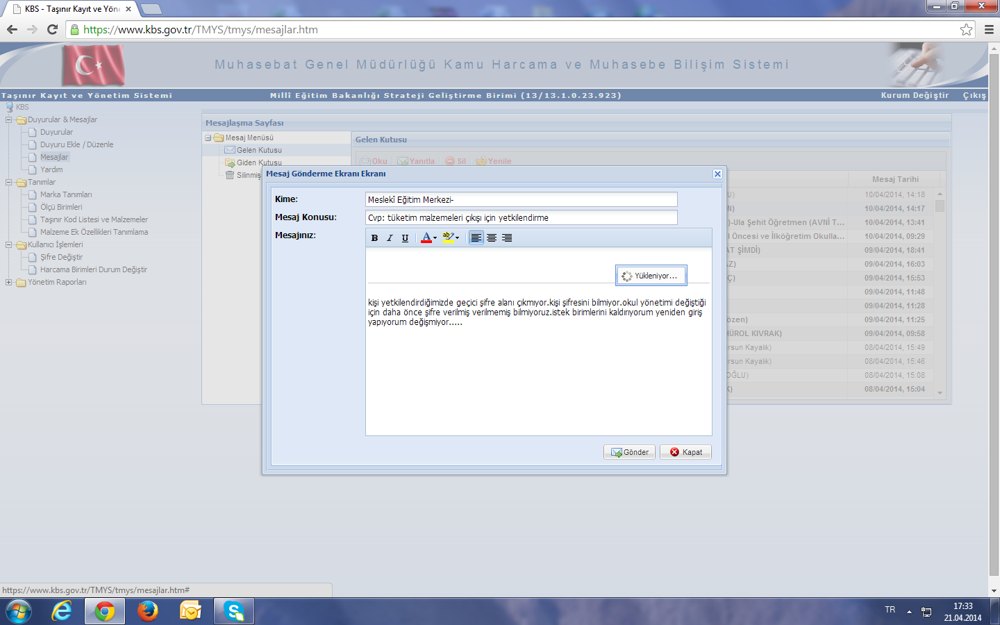 KBS - Taşınır Kayıt ve Yön
https://www.kbs.gov.tr/TMYS/tmys/mesajlar.htm
Muhasebat Genel Müdürlüğü Kamu Harcama ve Muhasebe Bilişim Sistemi
Taşınır Kayıt ve Yönetim Sistemi
Millî Eğitim Bakanlığı Strateji Geliştirme Birimi (13/13.1.0.23.923)
Kurum Değiştir Çıkış
KBS
Duyurular & Mesajlar
Duyurular
Duyuru Ekle / Düzenle
Mesajlar
Yardım
Tanımlar
Marka Tanımları
Ölçü Birimleri
Taşınır Kod Listesi ve Malzemeler
Malzeme Ek Özellikleri Tanımlama
Kullanıcı İşlemleri
Şifre Değiştir
Harcama Birimleri Durum Değiştir
Yönetim Raporları
Mesajlaşma Sayfası
Mesaj Menüsü
Gelen Kutusu
Giden Kutusu
Silinmiş
Gelen Kutusu
Oku Yanıtla Sil Yenile
Mesaj Tarihi
U) 10/04/2014, 14:18
N) 10/04/2014, 14:17
)-Ula Şehit Öğretmen (AVNİ T... 10/04/2014, 13:41
l Öncesi ve İlköğretim Okulla... 10/04/2014, 09:29
AT ŞİMDİ) 09/04/2014, 18:41
AZ) 09/04/2014, 16:03
Ç) 09/04/2014, 15:53
09/04/2014, 11:48
09/04/2014, 11:28
özen) 09/04/2014, 11:25
HÜROL KIVRAK) 09/04/2014, 09:58
ursun Kayalık) 08/04/2014, 15:49
ursun Kayalık) 08/04/2014, 15:46
OĞLU) 08/04/2014, 15:08
K) 08/04/2014, 15:04
Mesaj Gönderme Ekranı Ekranı
Kime: Meslekî Eğitim Merkezi-
Mesaj Konusu: Cvp: tüketim malzemeleri çıkışı için yetkilendirme
Mesajınız:
B I U A ab
Yükleniyor...
kişi yetkilendirdiğimizde geçici şifre alanı çıkmıyor.kişi şifresini bilmiyor.okul yönetimi değiştiği
için daha önce şifre verilmiş verilmemiş bilmiyoruz.istek birimlerini kaldırıyorum yeniden giriş
yapıyorum değişmiyor.....
Gönder Kapat
https://www.kbs.gov.tr/TMYS/tmys/mesajlar.htm#
TR
17:33
21.04.2014